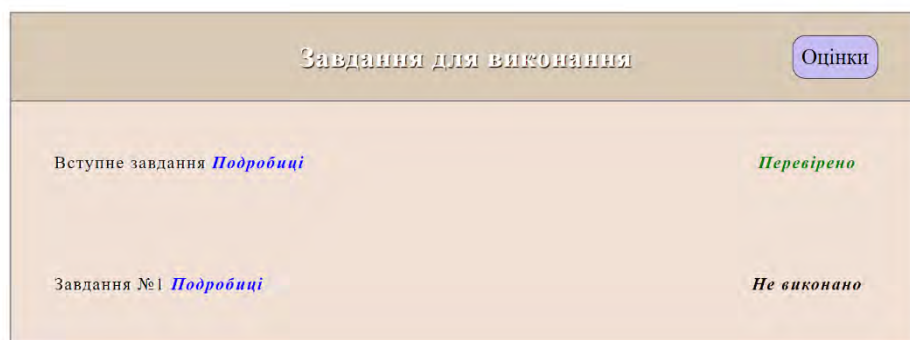 Завдання для виконання Оцінки
Вступне завдання Подробиці Перевірено
Завдання №1 Подробиці Не виконано